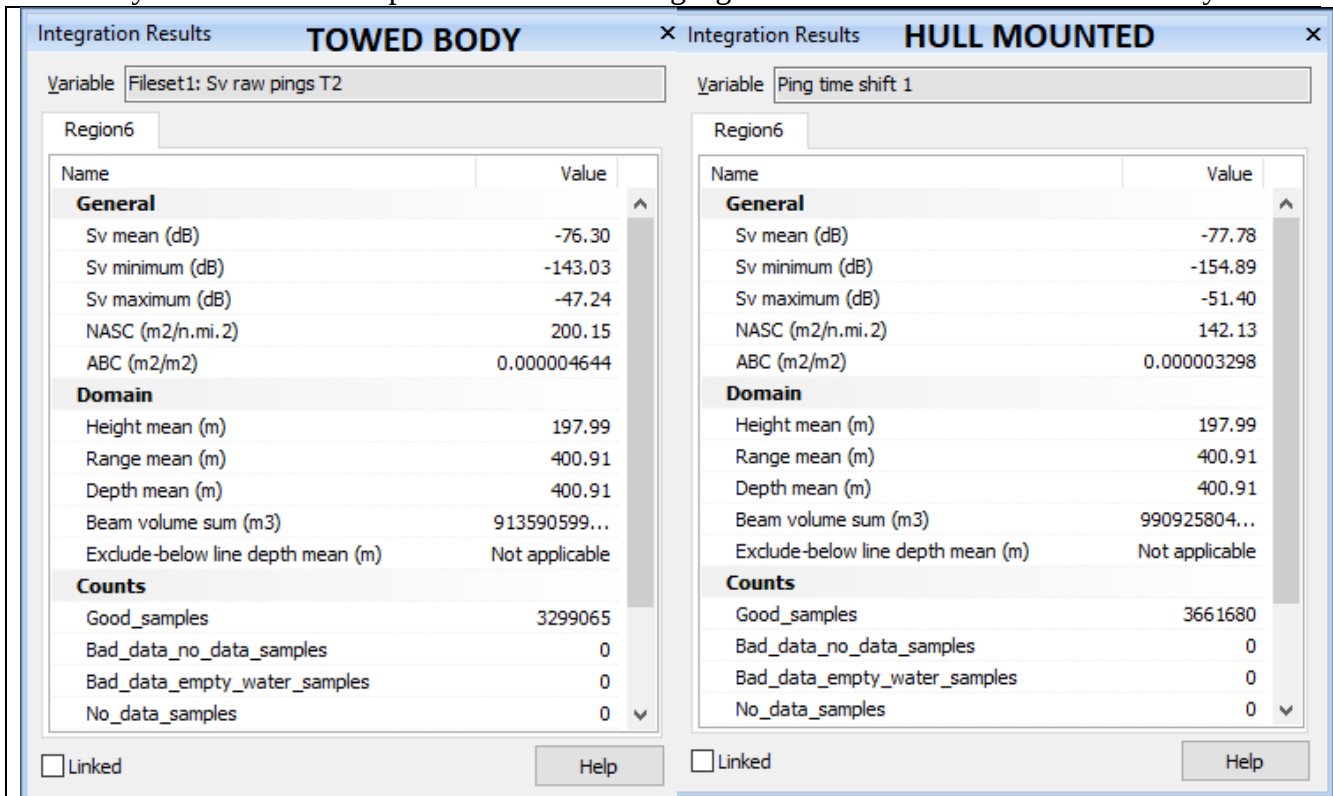 Integration Results TOWED BODY ×
Variable Fileset1: Sv raw pings T2
Region6
Name Value
General
Sv mean (dB) -76.30
Sv minimum (dB) -143.03
Sv maximum (dB) -47.24
NASC (m2/n.mi.2) 200.15
ABC (m2/m2) 0.000004644
Domain
Height mean (m) 197.99
Range mean (m) 400.91
Depth mean (m) 400.91
Beam volume sum (m3) 913590599...
Exclude-below line depth mean (m) Not applicable
Counts
Good_samples 3299065
Bad_data_no_data_samples 0
Bad_data_empty_water_samples 0
No_data_samples 0
Linked Help
Integration Results HULL MOUNTED ×
Variable Ping time shift 1
Region6
Name Value
General
Sv mean (dB) -77.78
Sv minimum (dB) -154.89
Sv maximum (dB) -51.40
NASC (m2/n.mi.2) 142.13
ABC (m2/m2) 0.000003298
Domain
Height mean (m) 197.99
Range mean (m) 400.91
Depth mean (m) 400.91
Beam volume sum (m3) 990925804...
Exclude-below line depth mean (m) Not applicable
Counts
Good_samples 3661680
Bad_data_no_data_samples 0
Bad_data_empty_water_samples 0
No_data_samples 0
Linked Help